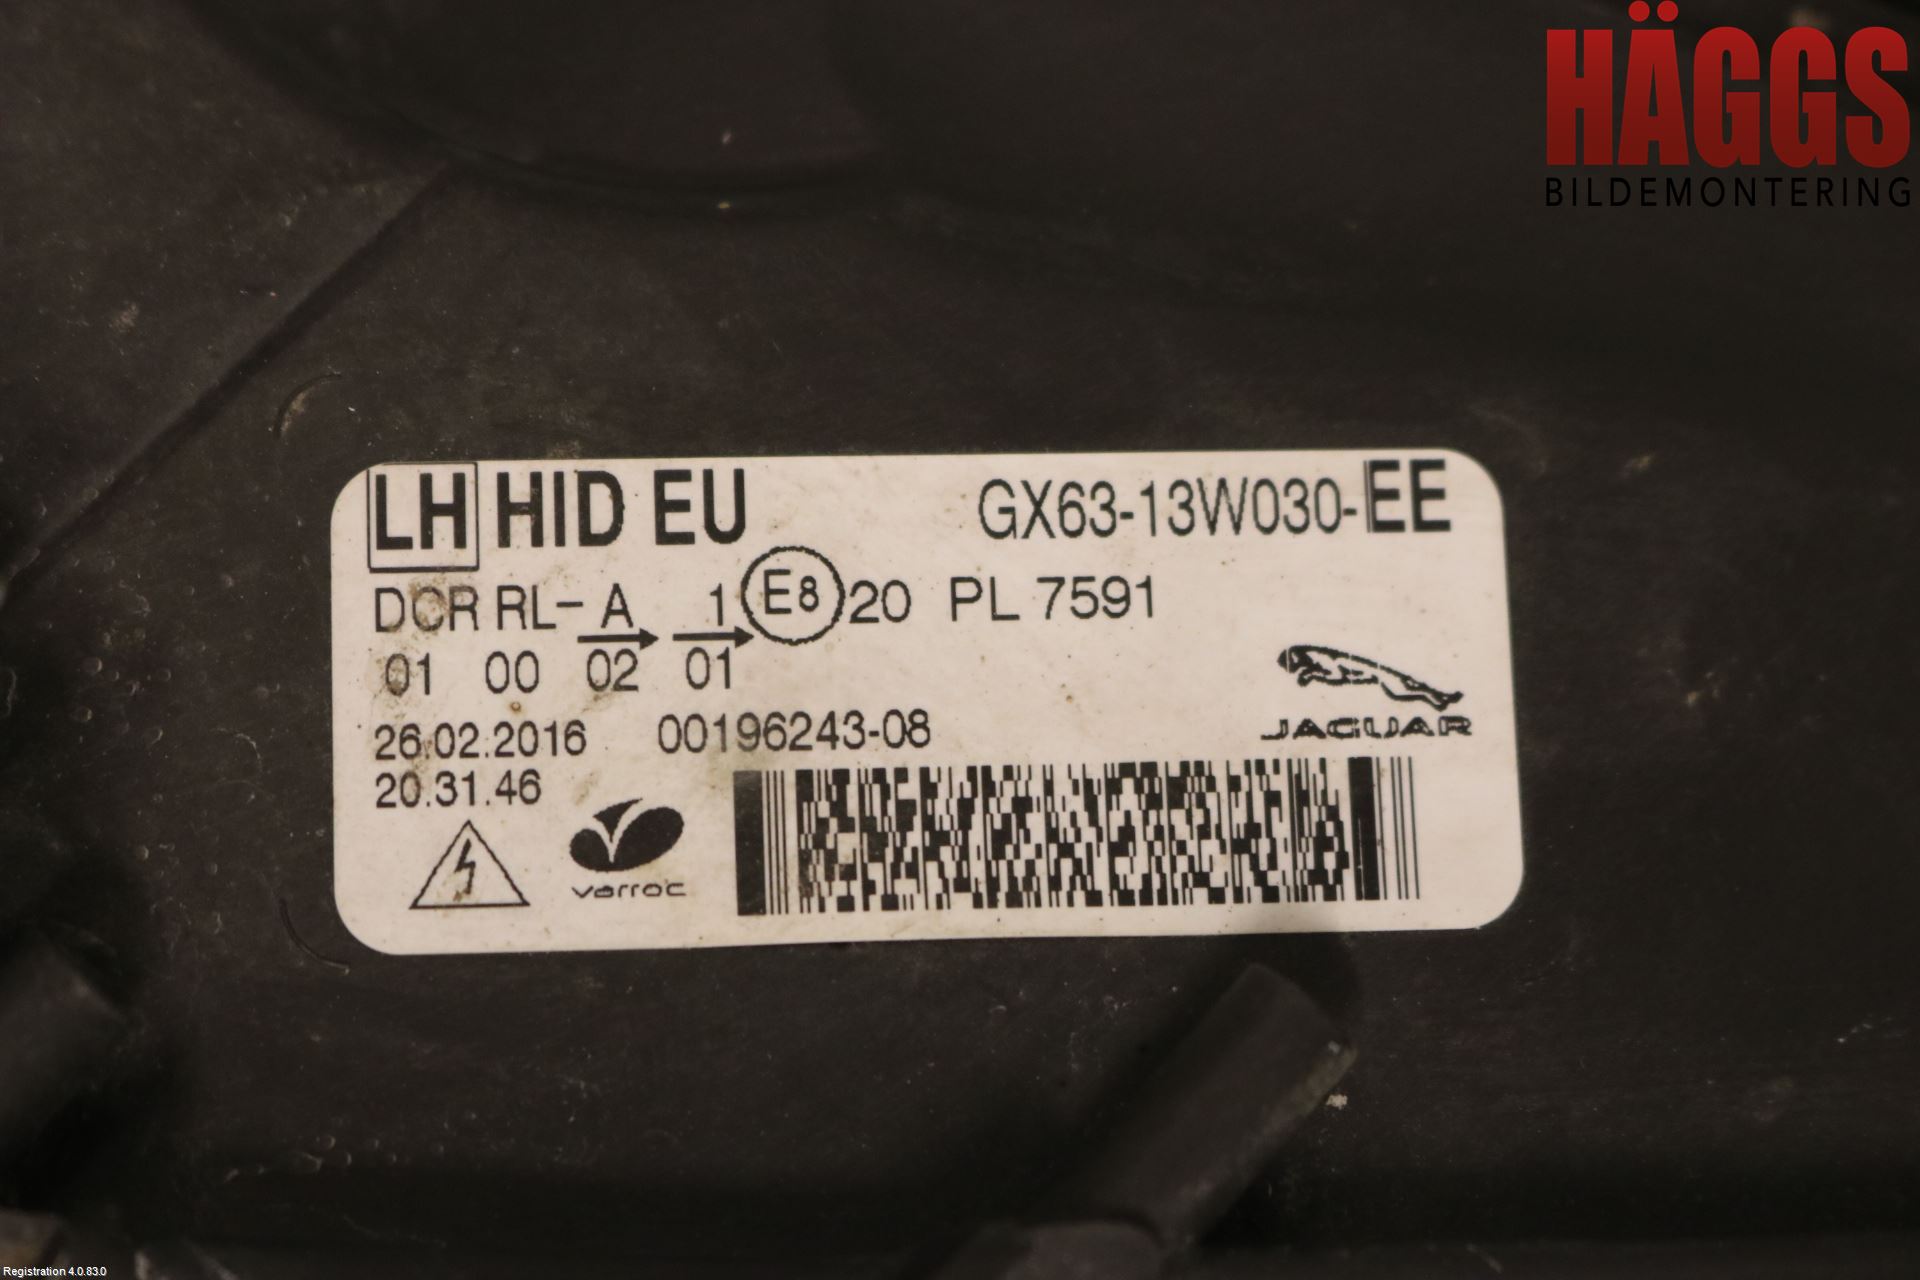 HÄGGS
BILDEMONTERING
LH HID EU GX63-13W030-EE
DCR RL- A 1 E8 20 PL 7591
01 00 02 01
26.02.2016 00196243-08
JAGUAR
20.31.46
varroc
Registration 4.0.83.0